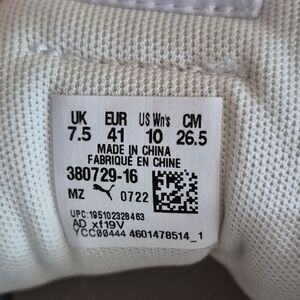 UK EUR US Wn's CM
7.5 41 10 26.5
MADE IN CHINA
FABRIQUÉ EN CHINE
380729-16
MZ 0722
UPC:195102328463
AD xf19V
YCC00444 4601478514_1